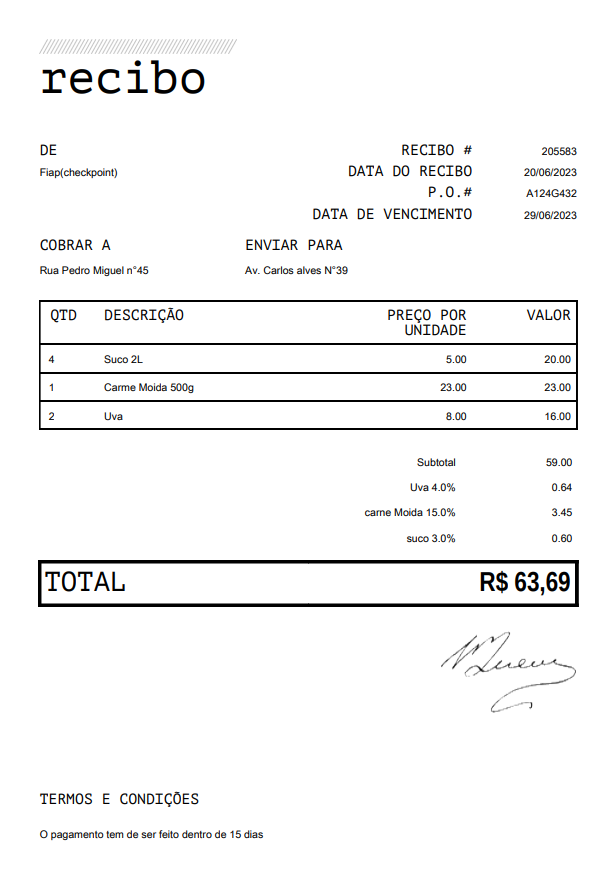 recibo
DE
Fiap(checkpoint)
RECIBO # 205583
DATA DO RECIBO 20/06/2023
P.O.# A124G432
DATA DE VENCIMENTO 29/06/2023
COBRAR A
Rua Pedro Miguel n°45
ENVIAR PARA
Av. Carlos alves N°39
QTD DESCRIÇÃO PREÇO POR UNIDADE VALOR
4 Suco 2L 5.00 20.00
1 Carme Moida 500g 23.00 23.00
2 Uva 8.00 16.00
Subtotal 59.00
Uva 4.0% 0.64
carne Moida 15.0% 3.45
suco 3.0% 0.60
TOTAL R$ 63,69
TERMOS E CONDIÇÕES
O pagamento tem de ser feito dentro de 15 dias